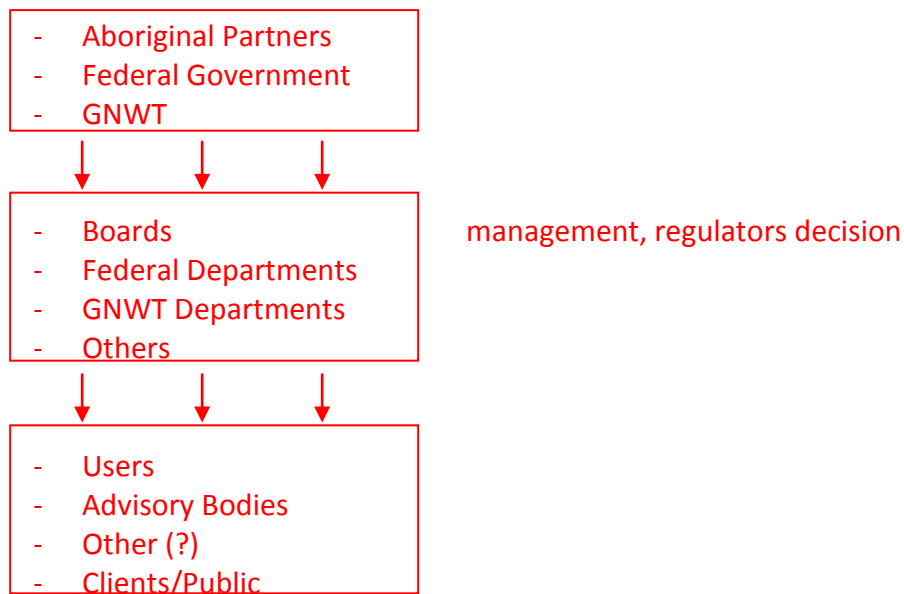 - Aboriginal Partners
- Federal Government
- GNWT
- Boards management, regulators decision
- Federal Departments
- GNWT Departments
- Others
- Users
- Advisory Bodies
- Other (?)
- Clients/Public